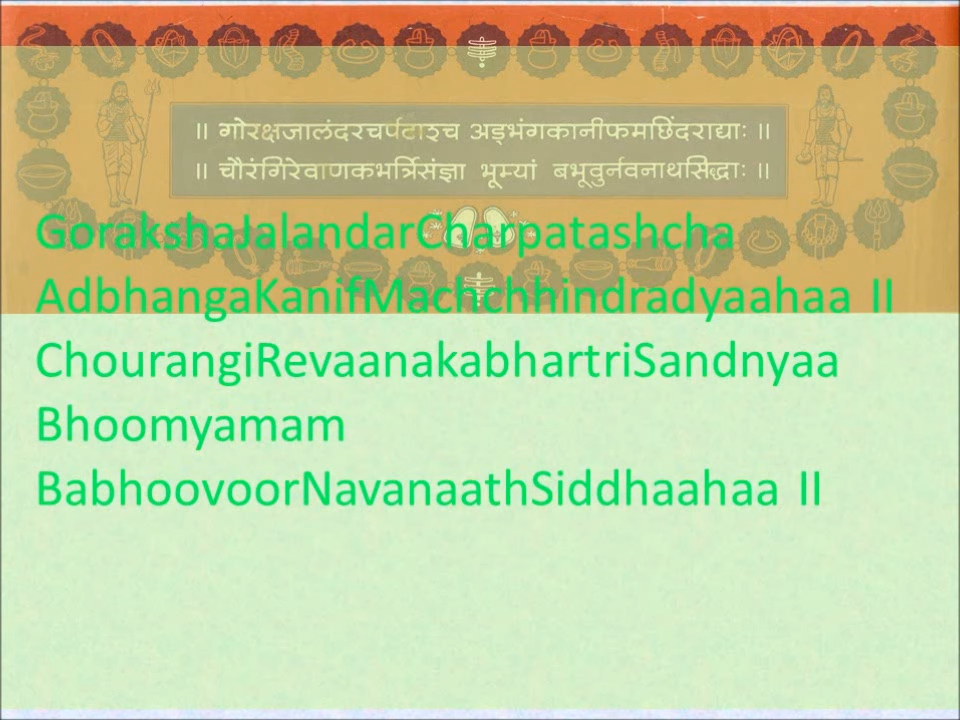 ॥ गोरक्षजालंदरचर्पटाश्च अड्भंगकानीफमछिंदराद्याः ॥
॥ चौरंगिरेवाणकभर्त्रिसंज्ञा भूम्यां बभूवुर्नवनाथसिद्धाः ॥
GorakshaJalandarCharpatashcha
AdbhangaKanifMachchhindradyaahaa II
ChourangiRevaanakabhartriSandnyaa
Bhoomyamam
BabhoovoorNavanaathSiddhaahaa II